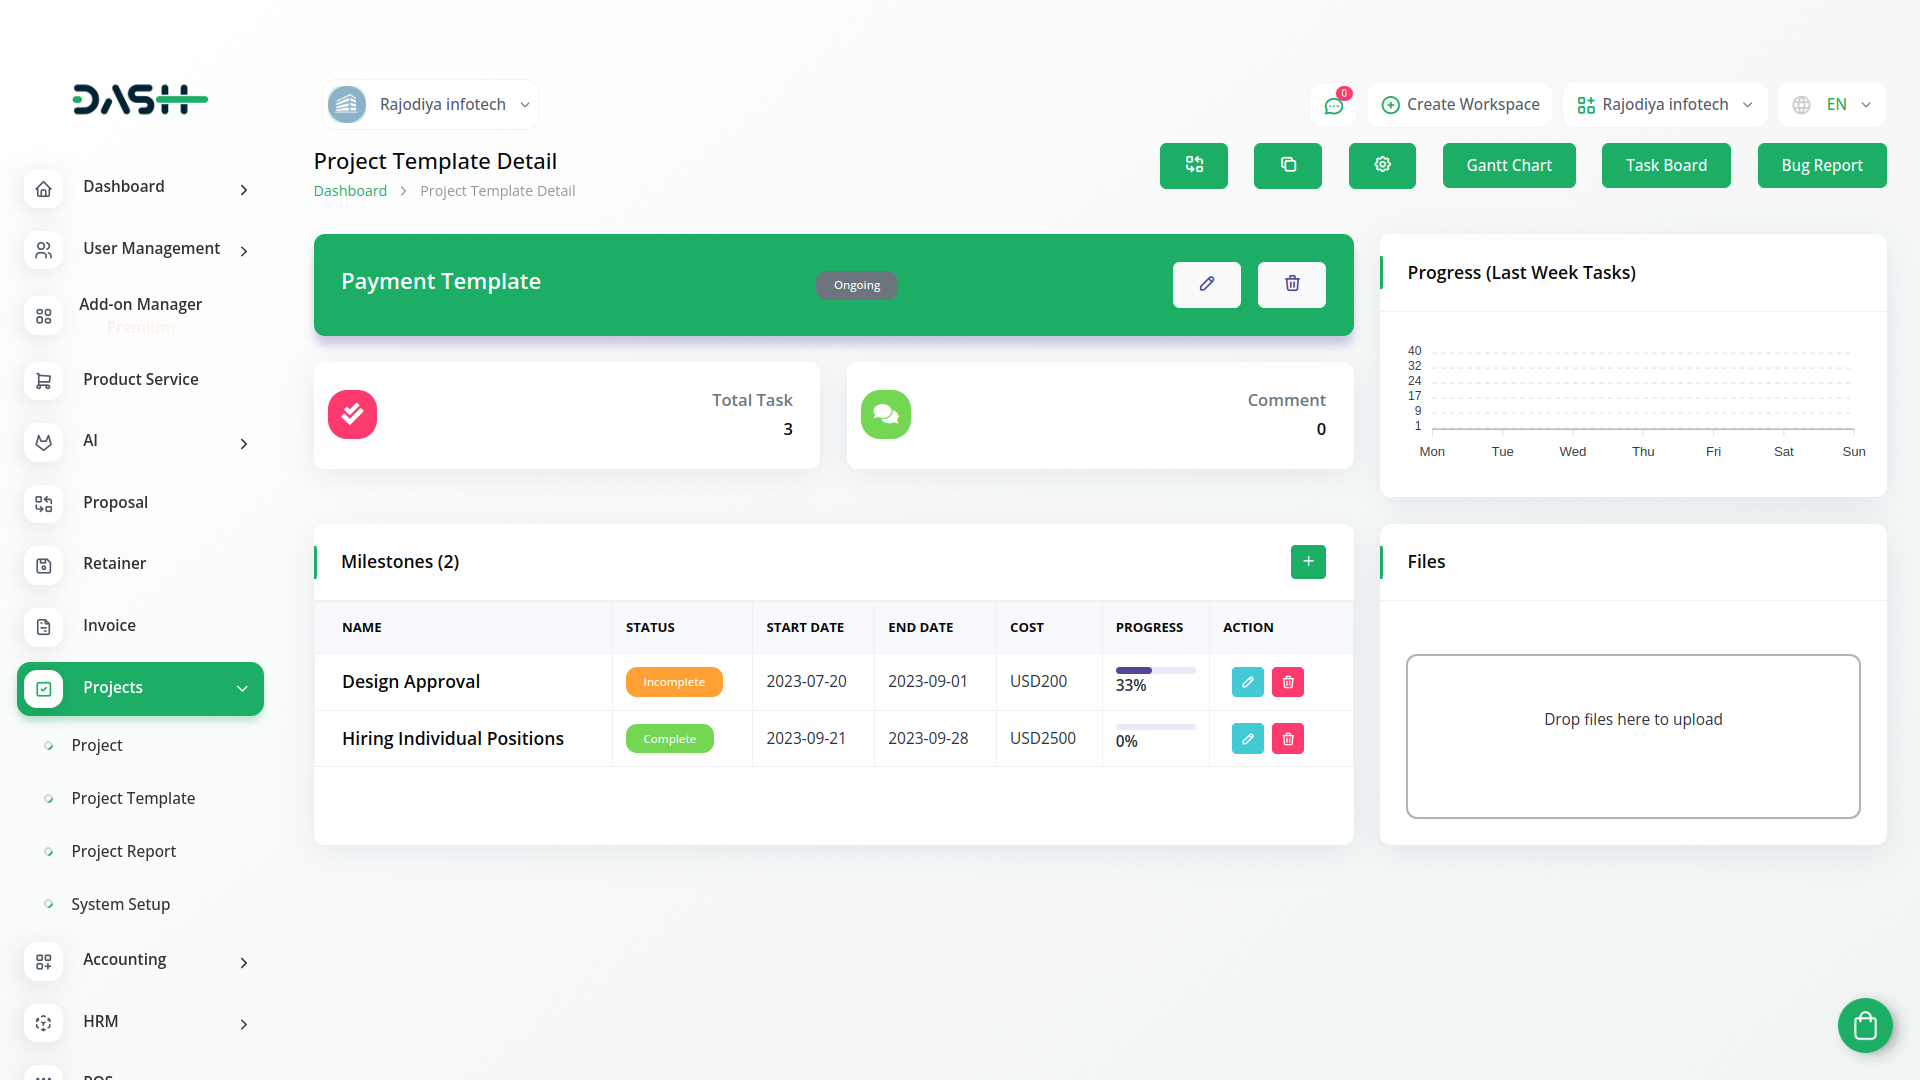 DASH
Rajodiya infotech
0
Create Workspace
Rajodiya infotech
EN
Project Template Detail
Dashboard > Project Template Detail
Gantt Chart
Task Board
Bug Report
Dashboard
User Management
Add-on Manager
Premium
Product Service
AI
Proposal
Retainer
Invoice
Projects
Project
Project Template
Project Report
System Setup
Accounting
HRM
POS
Payment Template
Ongoing
Total Task
3
Comment
0
Progress (Last Week Tasks)
40
32
24
17
9
1
Mon Tue Wed Thu Fri Sat Sun
Milestones (2)
+
NAME STATUS START DATE END DATE COST PROGRESS ACTION
Design Approval Incomplete 2023-07-20 2023-09-01 USD200 33%
Hiring Individual Positions Complete 2023-09-21 2023-09-28 USD2500 0%
Files
Drop files here to upload